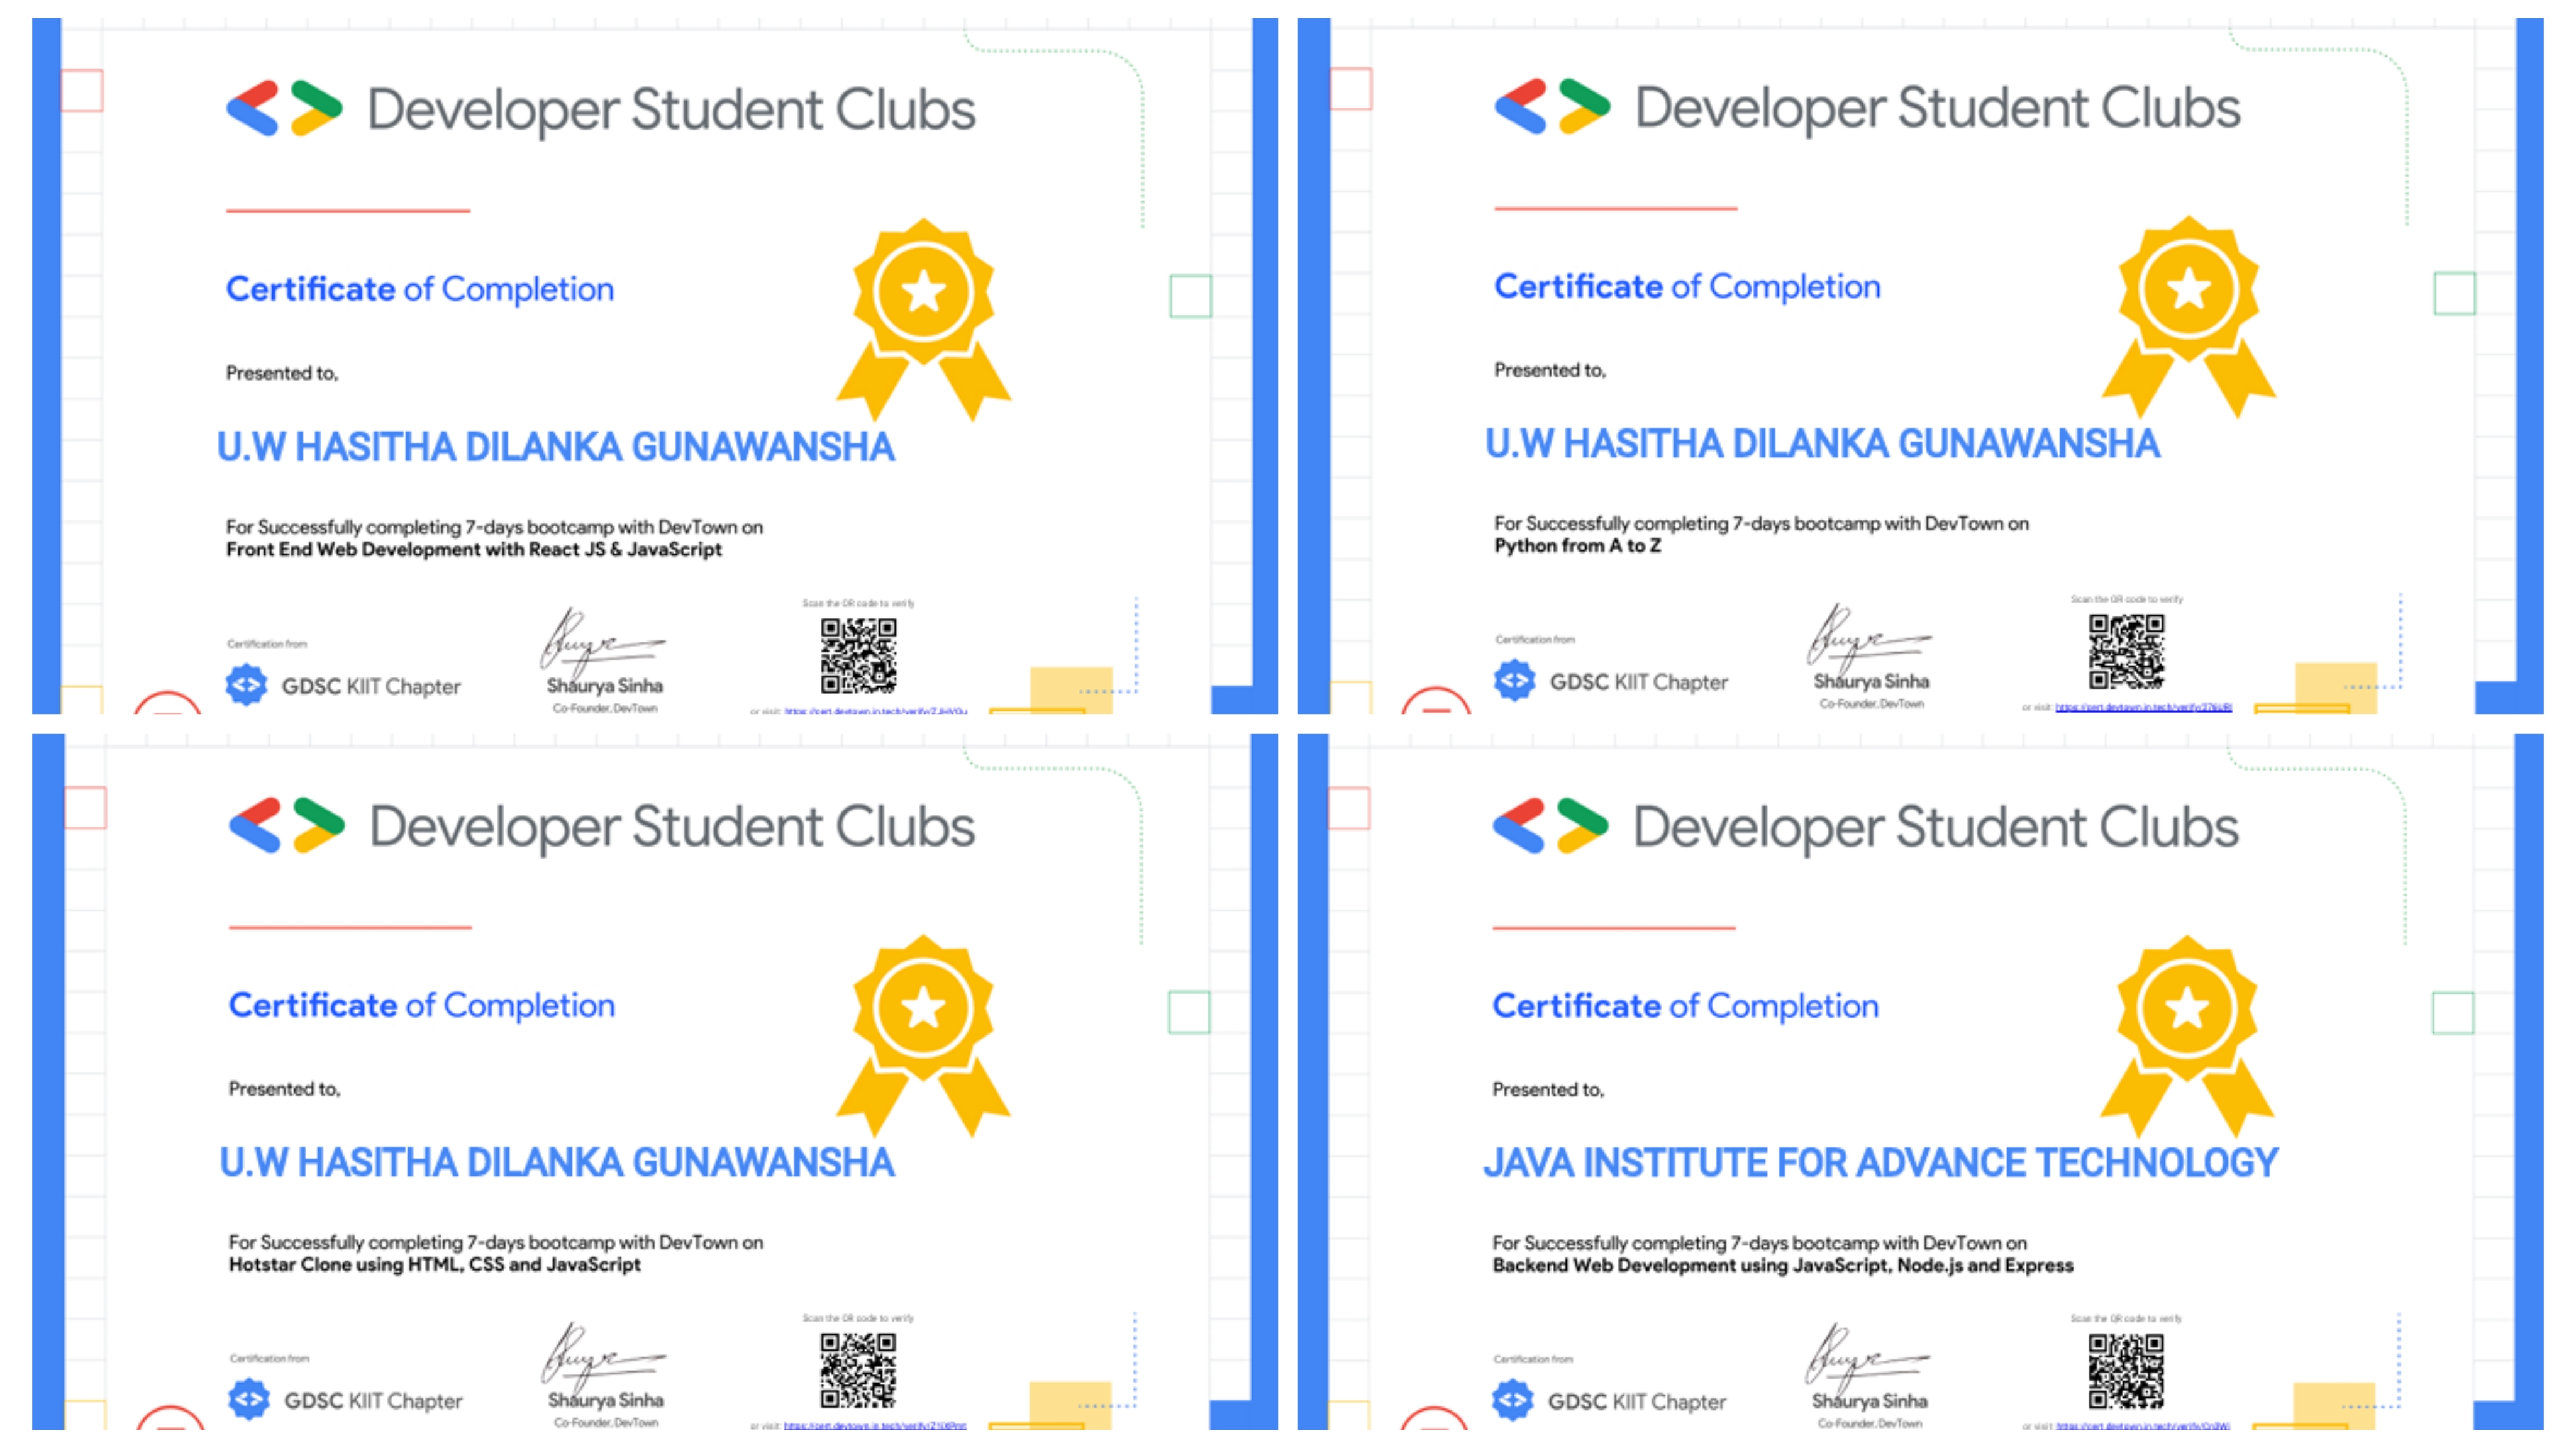 Developer Student Clubs
Certificate of Completion
Presented to,
U.W HASITHA DILANKA GUNAWANSHA
For Successfully completing 7-days bootcamp with DevTown on
Front End Web Development with React JS & JavaScript
Scan the QR code to verify
Certification from
GDSC KIIT Chapter
Shaurya Sinha
Co-Founder, DevTown
or visit:
Developer Student Clubs
Certificate of Completion
Presented to,
U.W HASITHA DILANKA GUNAWANSHA
For Successfully completing 7-days bootcamp with DevTown on
Python from A to Z
Scan the QR code to verify
Certification from
GDSC KIIT Chapter
Shaurya Sinha
Co-Founder, DevTown
or visit:
Developer Student Clubs
Certificate of Completion
Presented to,
U.W HASITHA DILANKA GUNAWANSHA
For Successfully completing 7-days bootcamp with DevTown on
Hotstar Clone using HTML, CSS and JavaScript
Scan the QR code to verify
Certification from
GDSC KIIT Chapter
Shaurya Sinha
Co-Founder, DevTown
or visit:
Developer Student Clubs
Certificate of Completion
Presented to,
JAVA INSTITUTE FOR ADVANCE TECHNOLOGY
For Successfully completing 7-days bootcamp with DevTown on
Backend Web Development using JavaScript, Node.js and Express
Scan the QR code to verify
Certification from
GDSC KIIT Chapter
Shaurya Sinha
Co-Founder, DevTown
or visit: